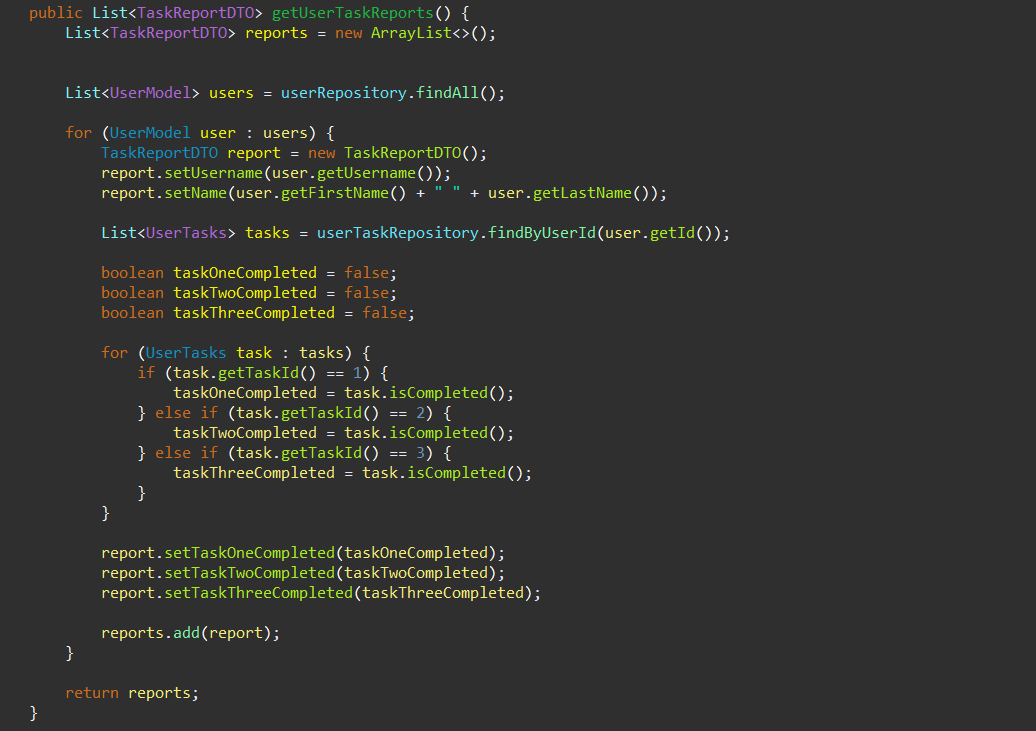 public List<TaskReportDTO> getUserTaskReports() {
    List<TaskReportDTO> reports = new ArrayList<>();
    List<UserModel> users = userRepository.findAll();
    for (UserModel user : users) {
        TaskReportDTO report = new TaskReportDTO();
        report.setUsername(user.getUsername());
        report.setName(user.getFirstName() + " " + user.getLastName());
        List<UserTasks> tasks = userTaskRepository.findByUserId(user.getId());
        boolean taskOneCompleted = false;
        boolean taskTwoCompleted = false;
        boolean taskThreeCompleted = false;
        for (UserTasks task : tasks) {
            if (task.getTaskId() == 1) {
                taskOneCompleted = task.isCompleted();
            } else if (task.getTaskId() == 2) {
                taskTwoCompleted = task.isCompleted();
            } else if (task.getTaskId() == 3) {
                taskThreeCompleted = task.isCompleted();
            }
        }
        report.setTaskOneCompleted(taskOneCompleted);
        report.setTaskTwoCompleted(taskTwoCompleted);
        report.setTaskThreeCompleted(taskThreeCompleted);
        reports.add(report);
    }
    return reports;
}